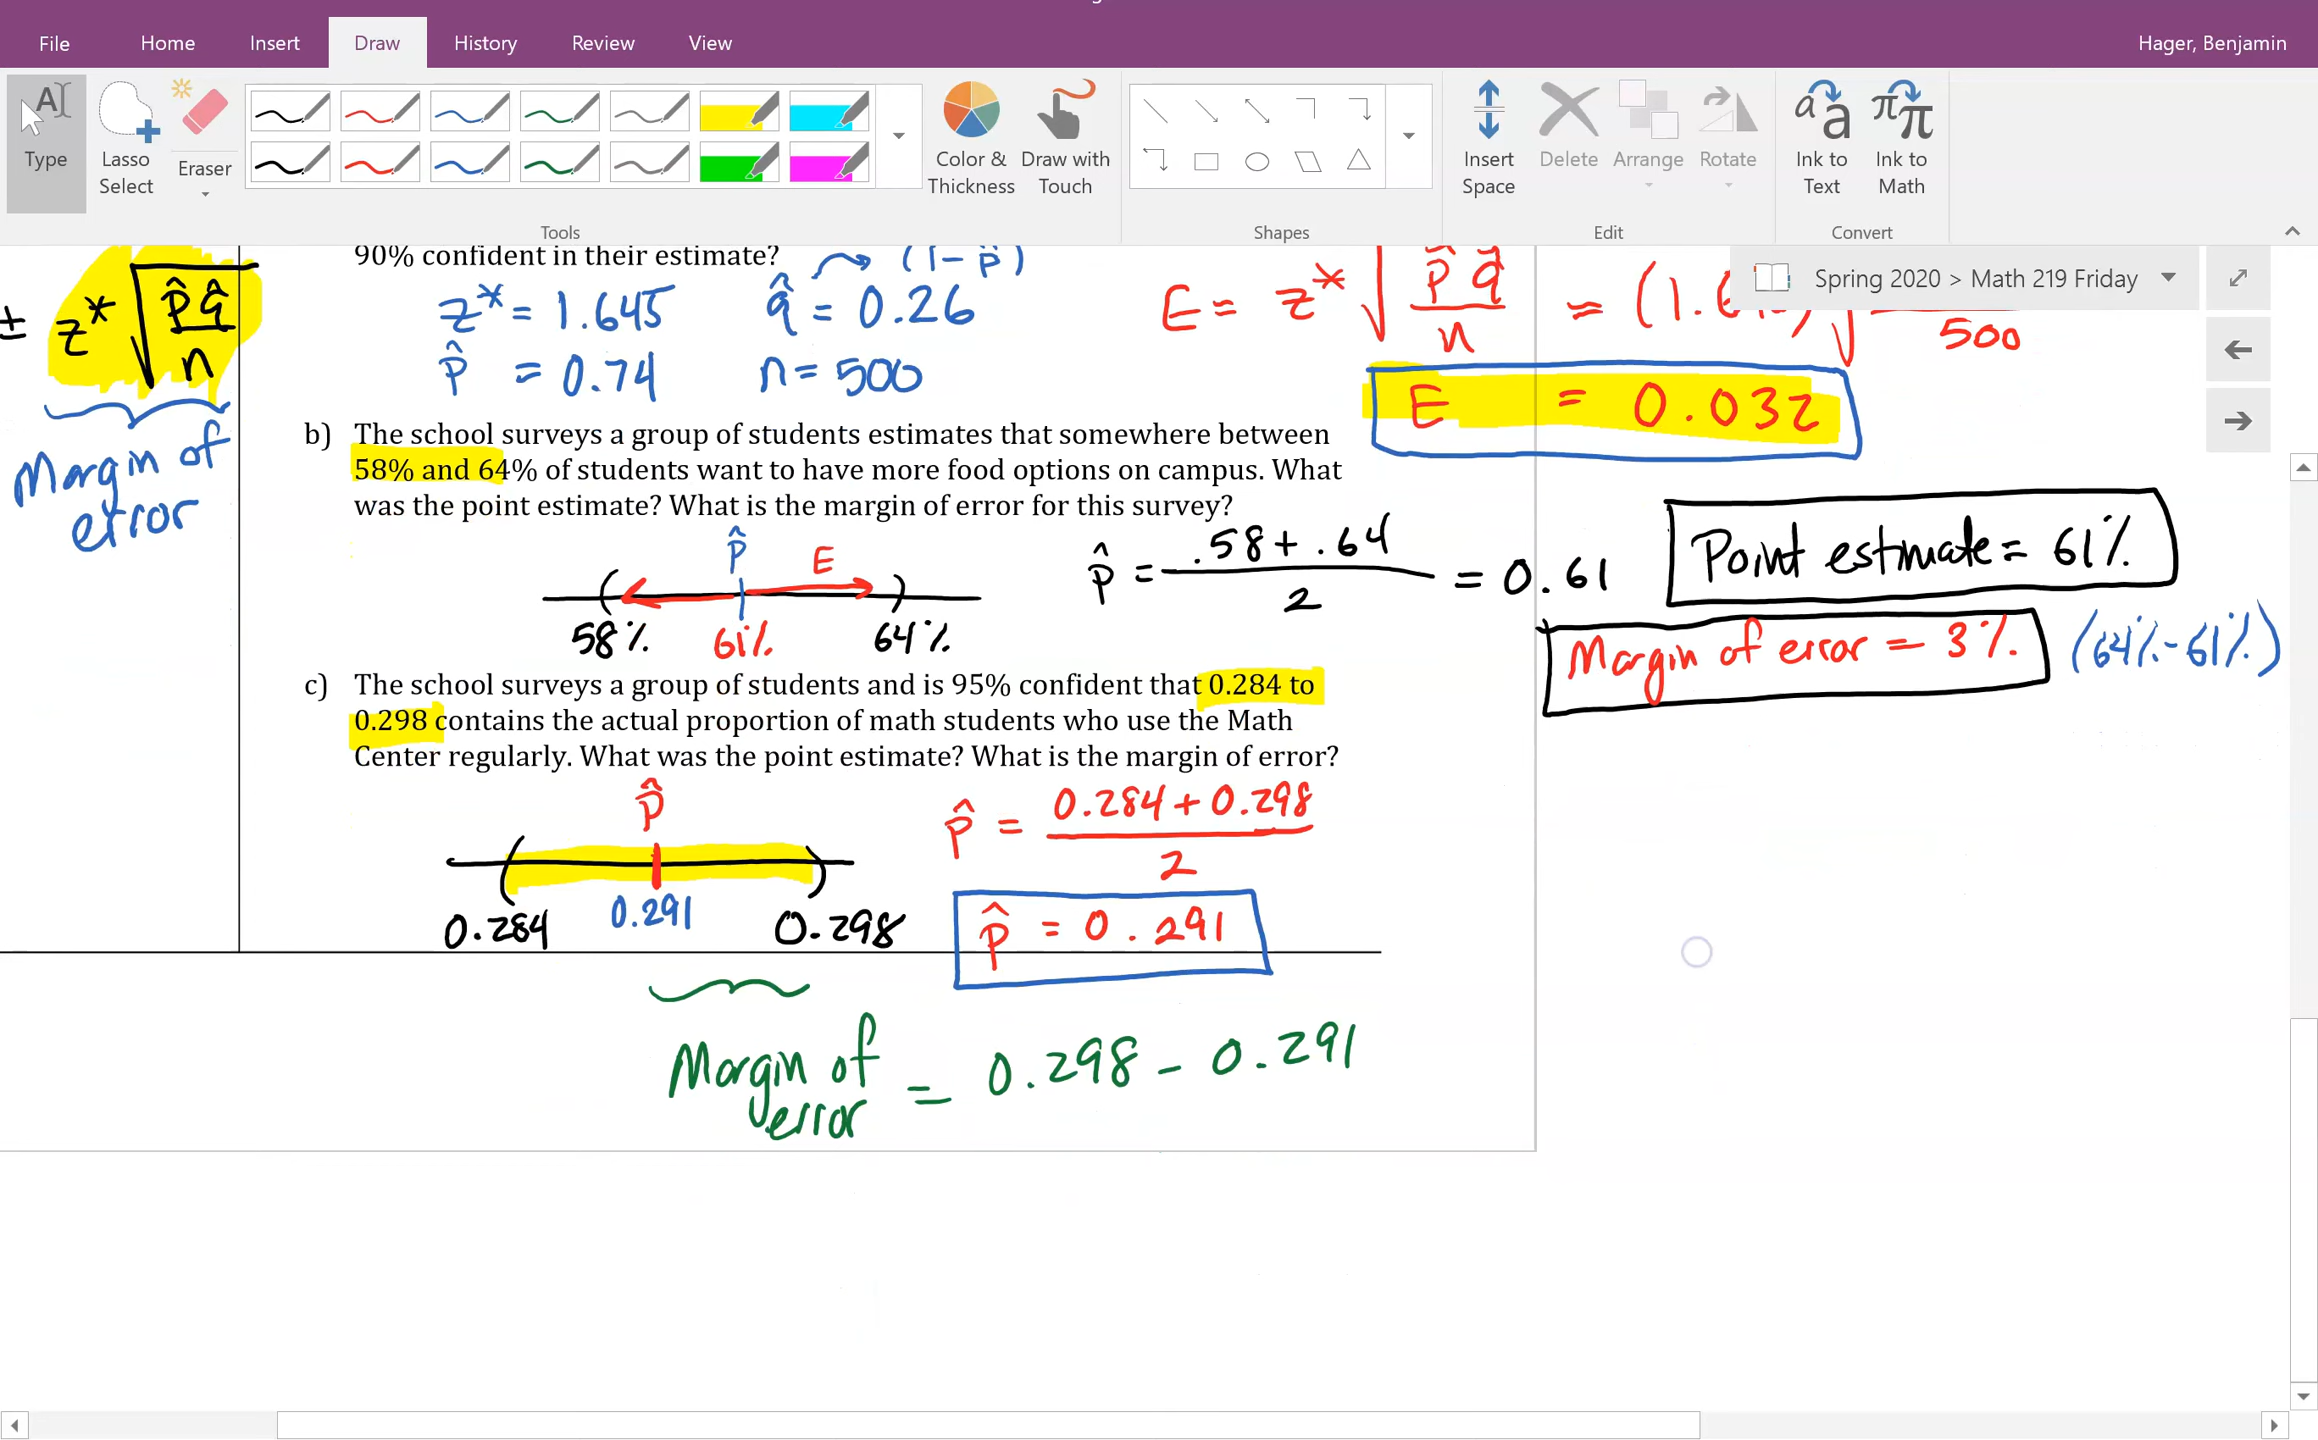 File Home Insert Draw History Review View Hager, Benjamin
Type
Lasso Select
Eraser
Color & Thickness
Draw with Touch
Insert Space
Delete
Arrange
Rotate
Ink to Text
Ink to Math
Tools Shapes Edit Convert
Spring 2020 > Math 219 Friday
90% confident in their estimate?
(1 - p̂)
z* = 1.645 q̂ = 0.26
p̂ = 0.74 n = 500
E = z* √(p̂ q̂ / n) = (1.6
500
E = 0.032
± z* √(p̂ q̂ / n)
Margin of
error
b) The school surveys a group of students estimates that somewhere between
58% and 64% of students want to have more food options on campus. What
was the point estimate? What is the margin of error for this survey?
p̂ E
58% 61% 64%
p̂ = .58 + .64 / 2 = 0.61
Point estimate = 61%
Margin of error = 3% (64% - 61%)
c) The school surveys a group of students and is 95% confident that 0.284 to
0.298 contains the actual proportion of math students who use the Math
Center regularly. What was the point estimate? What is the margin of error?
p̂
0.284 0.291 0.298
p̂ = 0.284 + 0.298 / 2
p̂ = 0.291
Margin of error = 0.298 - 0.291